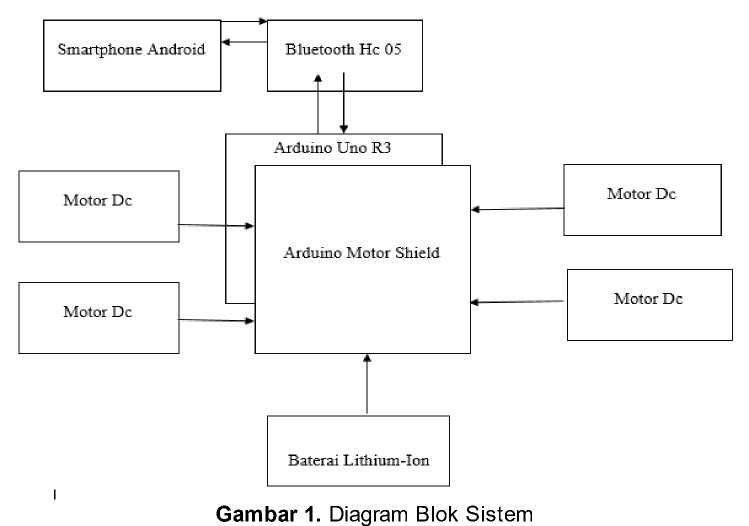 Smartphone Android
Bluetooth Hc 05
Arduino Uno R3
Motor Dc
Motor Dc
Arduino Motor Shield
Motor Dc
Motor Dc
Baterai Lithium-Ion
I
Gambar 1. Diagram Blok Sistem